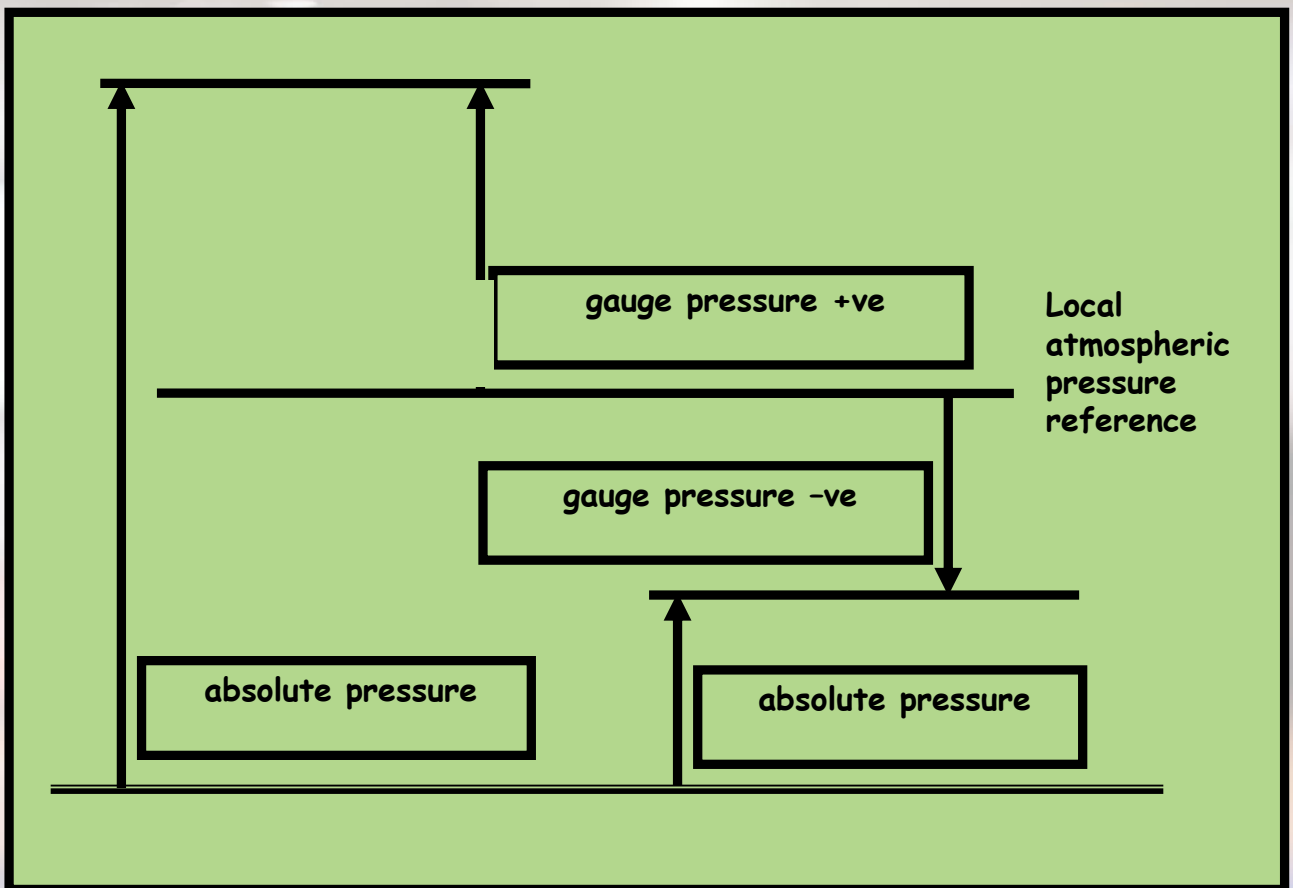 gauge pressure +ve
Local
atmospheric
pressure
reference
gauge pressure –ve
absolute pressure
absolute pressure